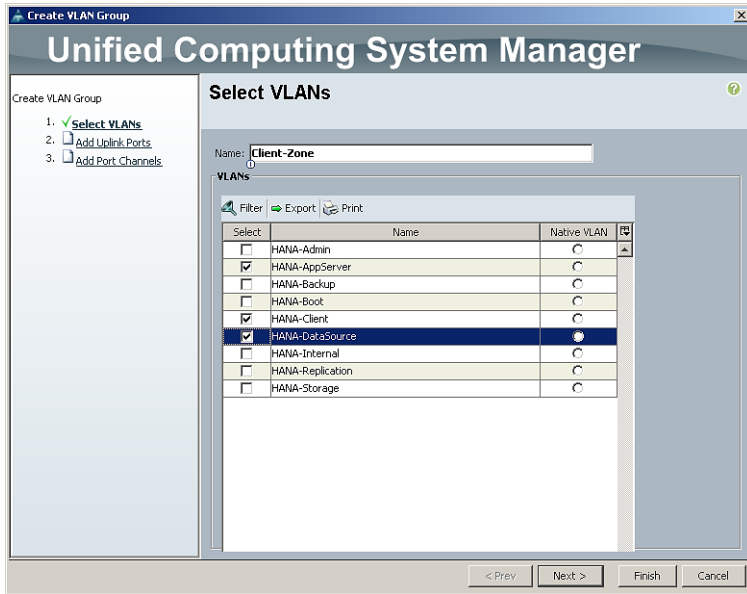 Create VLAN Group
Unified Computing System Manager
Create VLAN Group
1. Select VLANs
2. Add Uplink Ports
3. Add Port Channels
Select VLANs
Name: Client-Zone
VLANs
Filter Export Print
Select Name Native VLAN
HANA-Admin
HANA-AppServer
HANA-Backup
HANA-Boot
HANA-Client
HANA-DataSource
HANA-Internal
HANA-Replication
HANA-Storage
< Prev Next > Finish Cancel